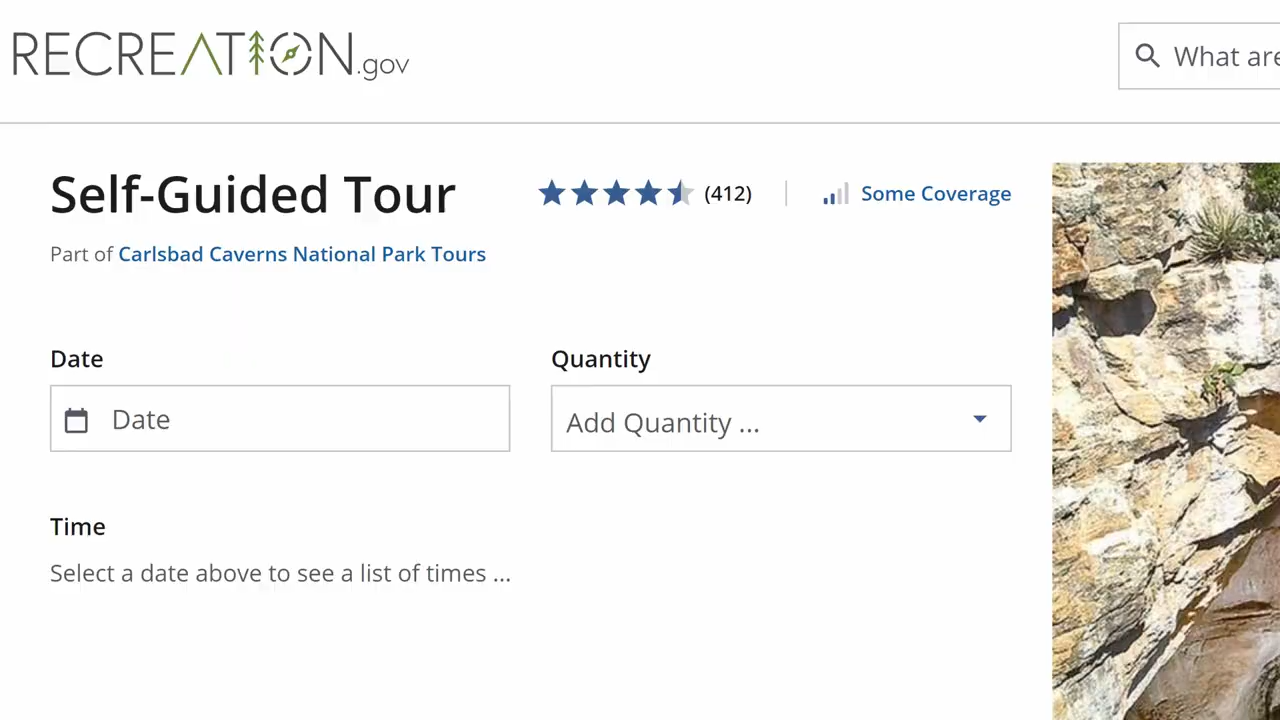 RECREATION.gov
What are
Self-Guided Tour
(412)
Some Coverage
Part of Carlsbad Caverns National Park Tours
Date
Quantity
Date
Add Quantity ...
Time
Select a date above to see a list of times ...